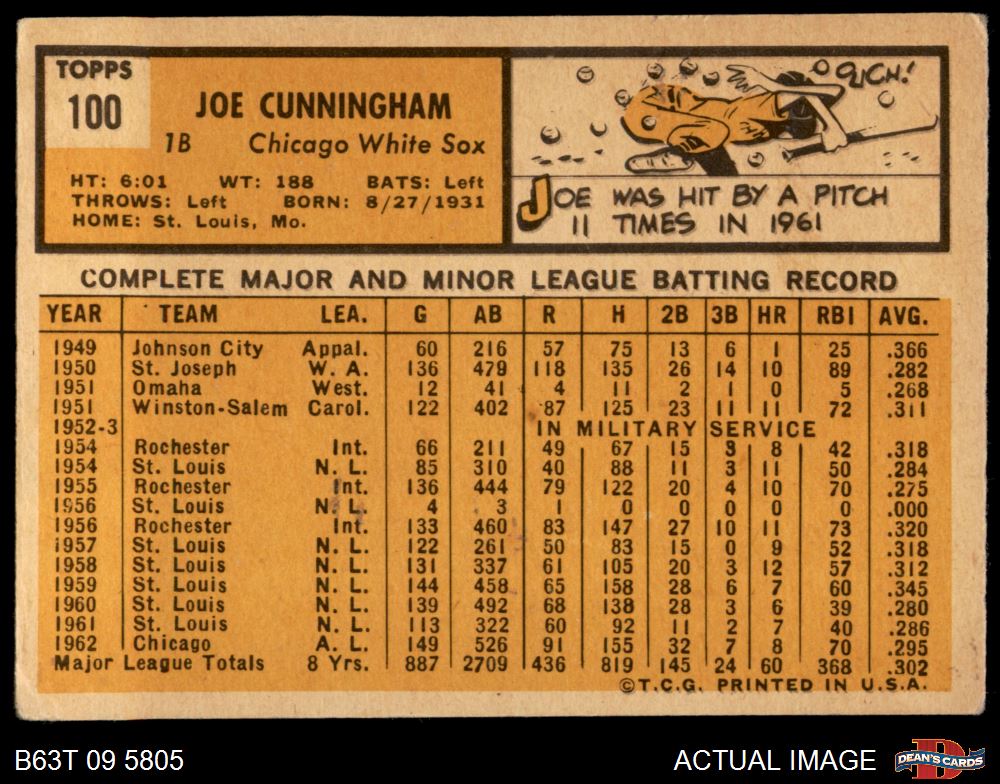 TOPPS
100
JOE CUNNINGHAM
1B Chicago White Sox
HT: 6:01 WT: 188 BATS: Left
THROWS: Left BORN: 8/27/1931
HOME: St. Louis, Mo.
OUCH!
JOE WAS HIT BY A PITCH
11 TIMES IN 1961
COMPLETE MAJOR AND MINOR LEAGUE BATTING RECORD
YEAR TEAM LEA. G AB R H 2B 3B HR RBI AVG.
1949 Johnson City Appal. 60 216 57 75 13 6 1 25 .366
1950 St. Joseph W. A. 136 479 118 135 26 14 10 89 .282
1951 Omaha West. 12 41 4 11 2 1 0 5 .268
1951 Winston-Salem Carol. 122 402 87 125 23 11 11 72 .311
1952-3 IN MILITARY SERVICE
1954 Rochester Int. 66 211 49 67 15 3 8 42 .318
1954 St. Louis N. L. 85 310 40 88 11 3 11 50 .284
1955 Rochester Int. 136 444 79 122 20 4 10 70 .275
1956 St. Louis N. L. 4 3 1 0 0 0 0 0 .000
1956 Rochester Int. 133 460 83 147 27 10 11 73 .320
1957 St. Louis N. L. 122 261 50 83 15 0 9 52 .318
1958 St. Louis N. L. 131 337 61 105 20 3 12 57 .312
1959 St. Louis N. L. 144 458 65 158 28 6 7 60 .345
1960 St. Louis N. L. 139 492 68 138 28 3 6 39 .280
1961 St. Louis N. L. 113 322 60 92 11 2 7 40 .286
1962 Chicago A. L. 149 526 91 155 32 7 8 70 .295
Major League Totals 8 Yrs. 887 2709 436 819 145 24 60 368 .302
©T.C.G. PRINTED IN U.S.A.
B63T 09 5805
ACTUAL IMAGE
DEAN'S CARDS